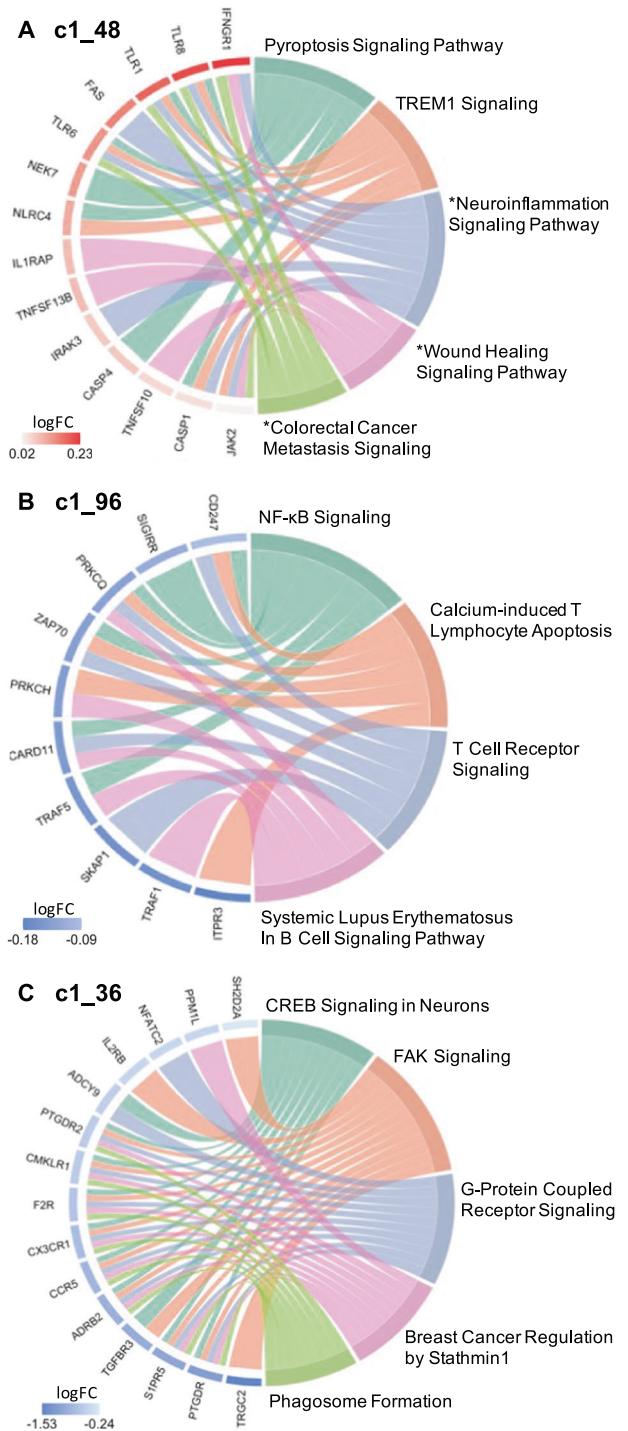 A c1_48
IFNGR1
TLR8
TLR1
FAS
TLR6
NEK7
NLRC4
IL1RAP
TNFSF13B
IRAK3
CASP4
TNFSF10
CASP1
JAK2
Pyroptosis Signaling Pathway
TREM1 Signaling
*Neuroinflammation
Signaling Pathway
*Wound Healing
Signaling Pathway
*Colorectal Cancer
Metastasis Signaling
logFC
0.02 0.23
B c1_96
CD247
SIGIRR
PRKCQ
ZAP70
PRKCH
CARD11
TRAF5
SKAP1
TRAF1
ITPR3
NF-κB Signaling
Calcium-induced T
Lymphocyte Apoptosis
T Cell Receptor
Signaling
Systemic Lupus Erythematosus
In B Cell Signaling Pathway
logFC
-0.18 -0.09
C c1_36
SH2D2A
PPM1L
NFATC2
IL2RB
ADCY9
PTGDR2
CMKLR1
F2R
CX3CR1
CCR5
ADRB2
TGFBR3
S1PR5
PTGDR
TRGC2
CREB Signaling in Neurons
FAK Signaling
G-Protein Coupled
Receptor Signaling
Breast Cancer Regulation
by Stathmin1
Phagosome Formation
logFC
-1.53 -0.24